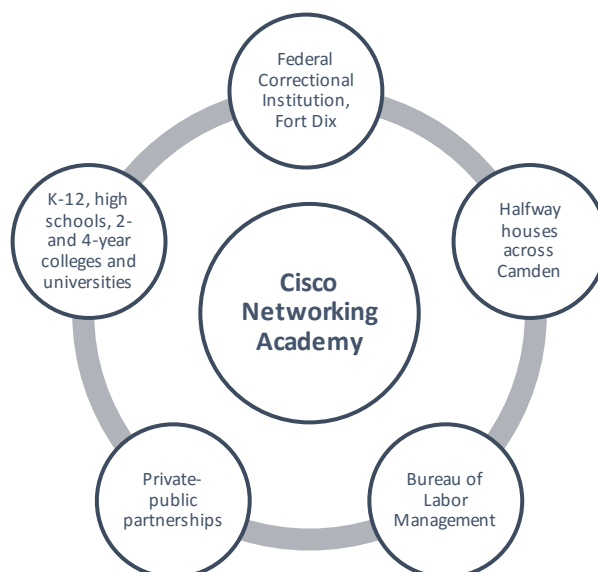 Federal
Correctional
Institution,
Fort Dix
K-12, high
schools, 2-
and 4-year
colleges and
universities
Halfway
houses
across
Camden
Cisco
Networking
Academy
Private-
public
partnerships
Bureau of
Labor
Management